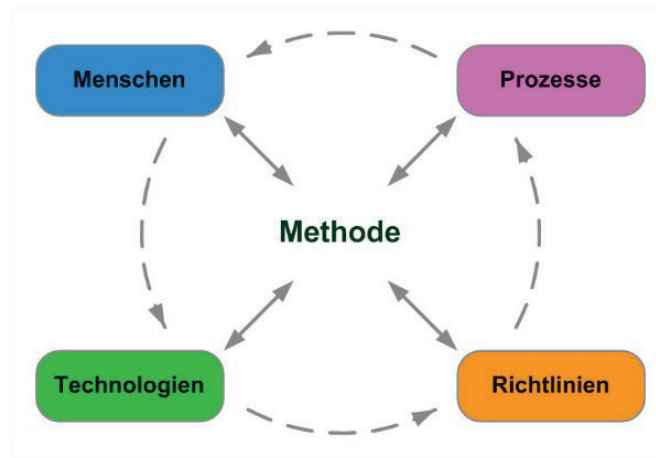 Menschen
Prozesse
Methode
Technologien
Richtlinien